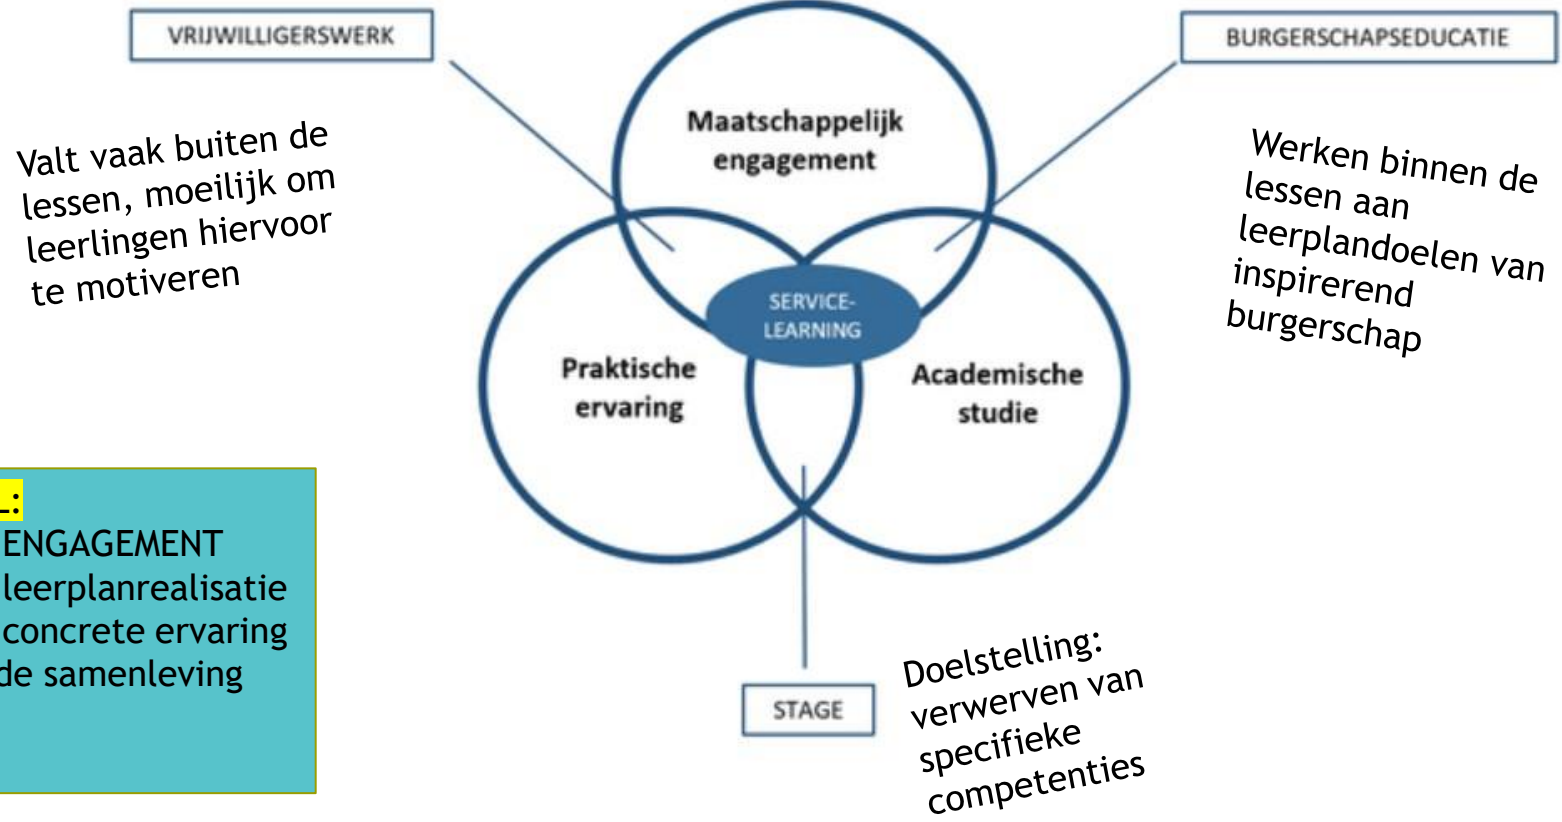 VRIJWILLIGERSWERK
BURGERSCHAPSEDUCATIE
Valt vaak buiten de
lessen, moeilijk om
leerlingen hiervoor
te motiveren
Maatschappelijk
engagement
Werken binnen de
lessen aan
leerplandoelen van
inspirerend
burgerschap
SERVICE-
LEARNING
Praktische
ervaring
Academische
studie
L:
ENGAGEMENT
leerplanrealisatie
concrete ervaring
de samenleving
STAGE
Doelstelling:
verwerven van
specifieke
competenties